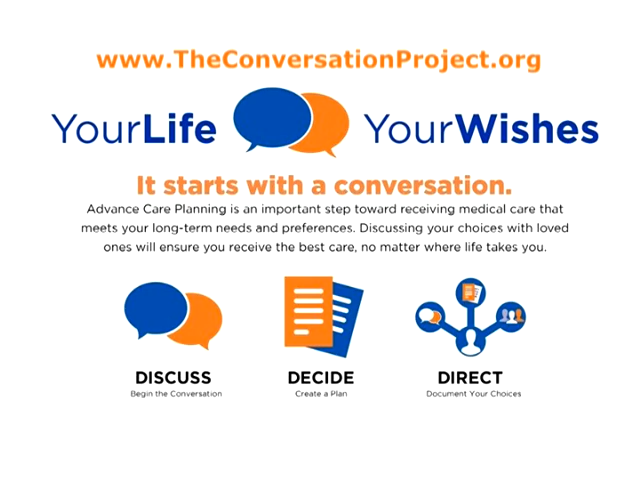 www.TheConversationProject.org
YourLife YourWishes
It starts with a conversation.
Advance Care Planning is an important step toward receiving medical care that
meets your long-term needs and preferences. Discussing your choices with loved
ones will ensure you receive the best care, no matter where life takes you.
DISCUSS DECIDE DIRECT
Begin the Conversation Create a Plan Document Your Choices